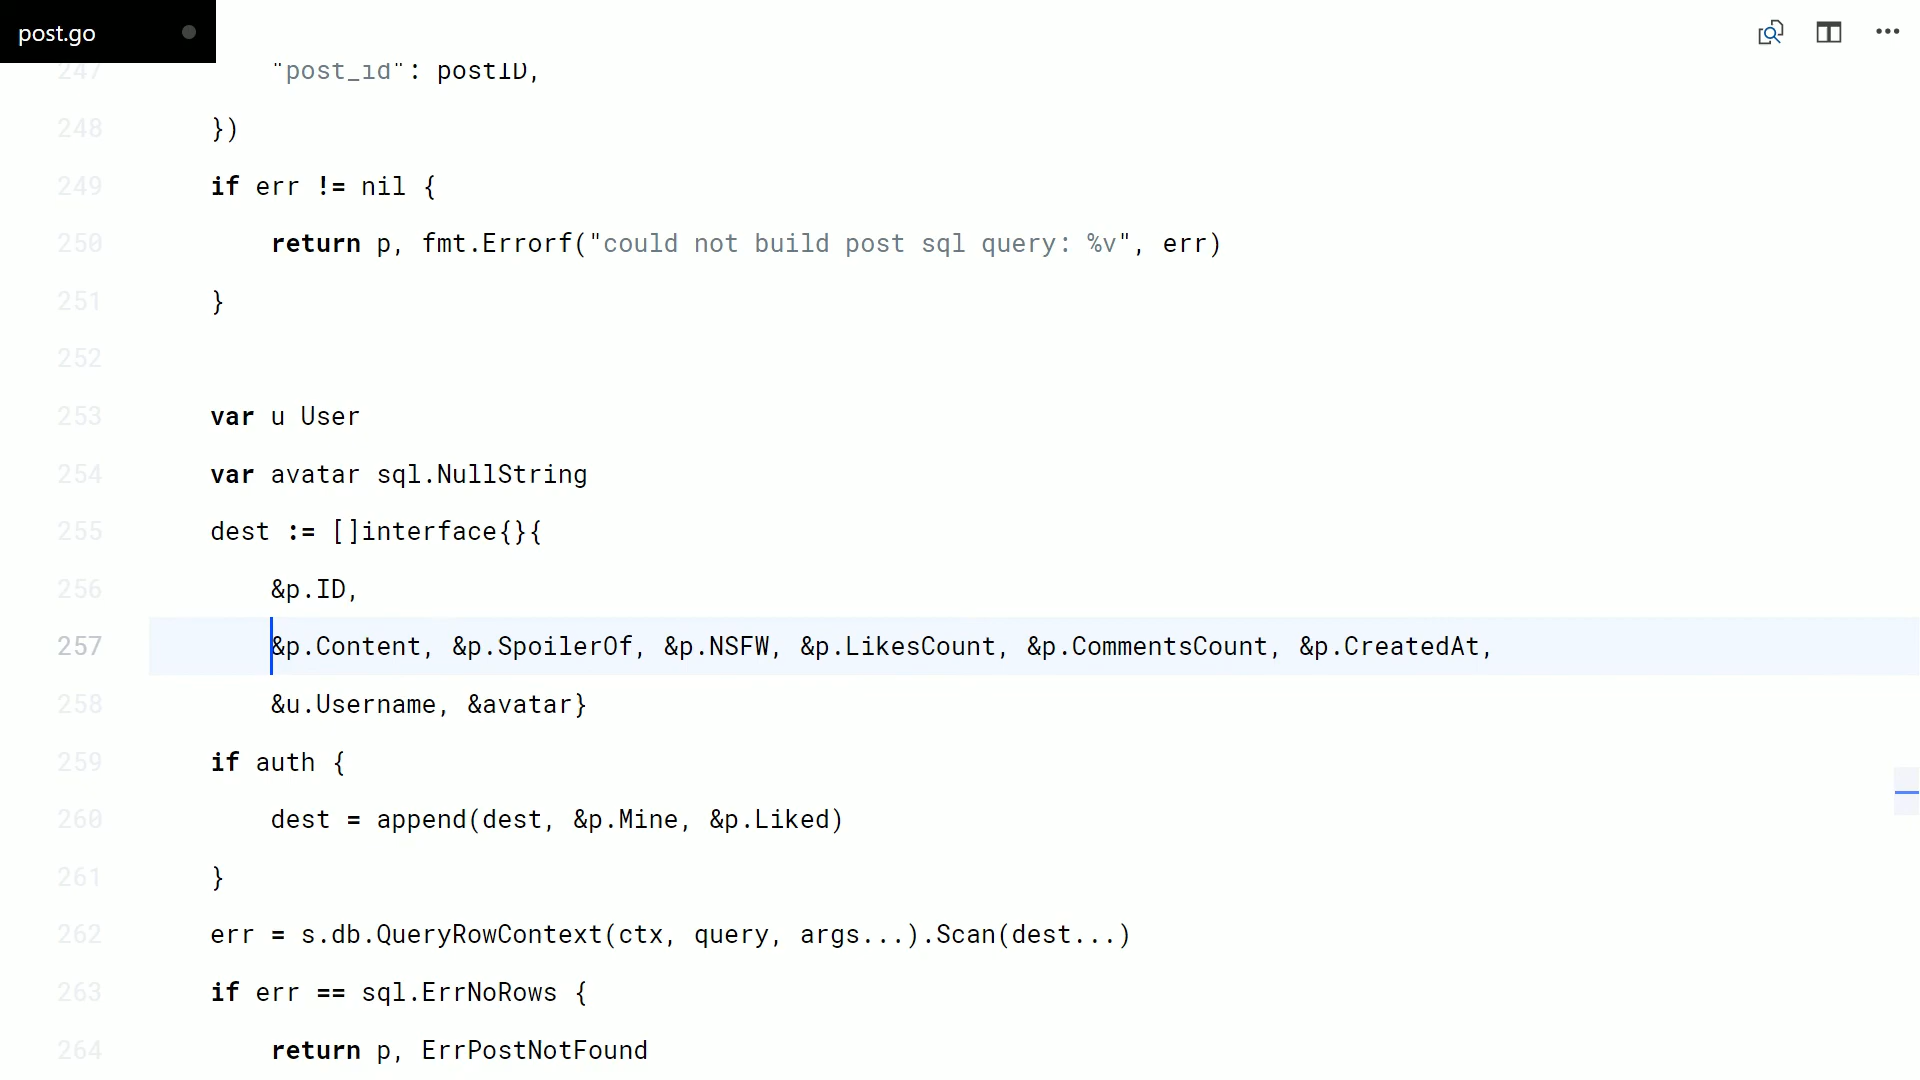 post.go
247 "post_id": postID,
248 })
249 if err != nil {
250 return p, fmt.Errorf("could not build post sql query: %v", err)
251 }
252
253 var u User
254 var avatar sql.NullString
255 dest := []interface{}{
256 &p.ID,
257 &p.Content, &p.SpoilerOf, &p.NSFW, &p.LikesCount, &p.CommentsCount, &p.CreatedAt,
258 &u.Username, &avatar}
259 if auth {
260 dest = append(dest, &p.Mine, &p.Liked)
261 }
262 err = s.db.QueryRowContext(ctx, query, args...).Scan(dest...)
263 if err == sql.ErrNoRows {
264 return p, ErrPostNotFound